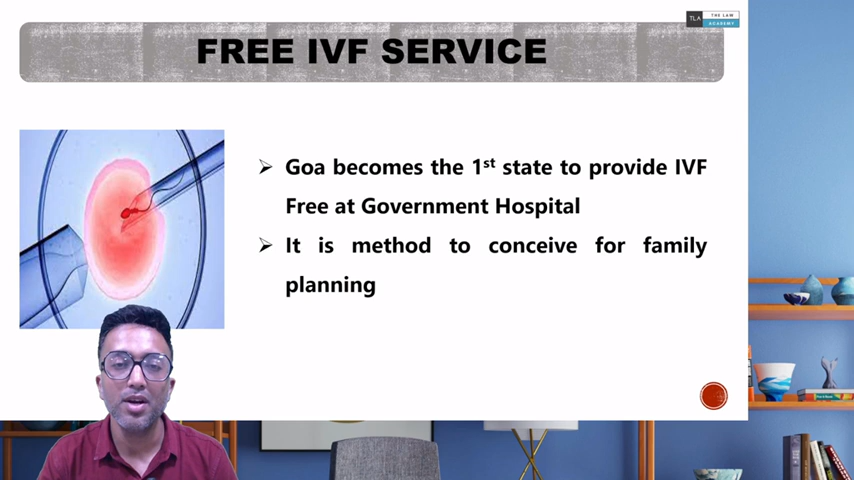 TLA THE LAW
ACADEMY
FREE IVF SERVICE
➢ Goa becomes the 1st state to provide IVF
Free at Government Hospital
➢ It is method to conceive for family
planning